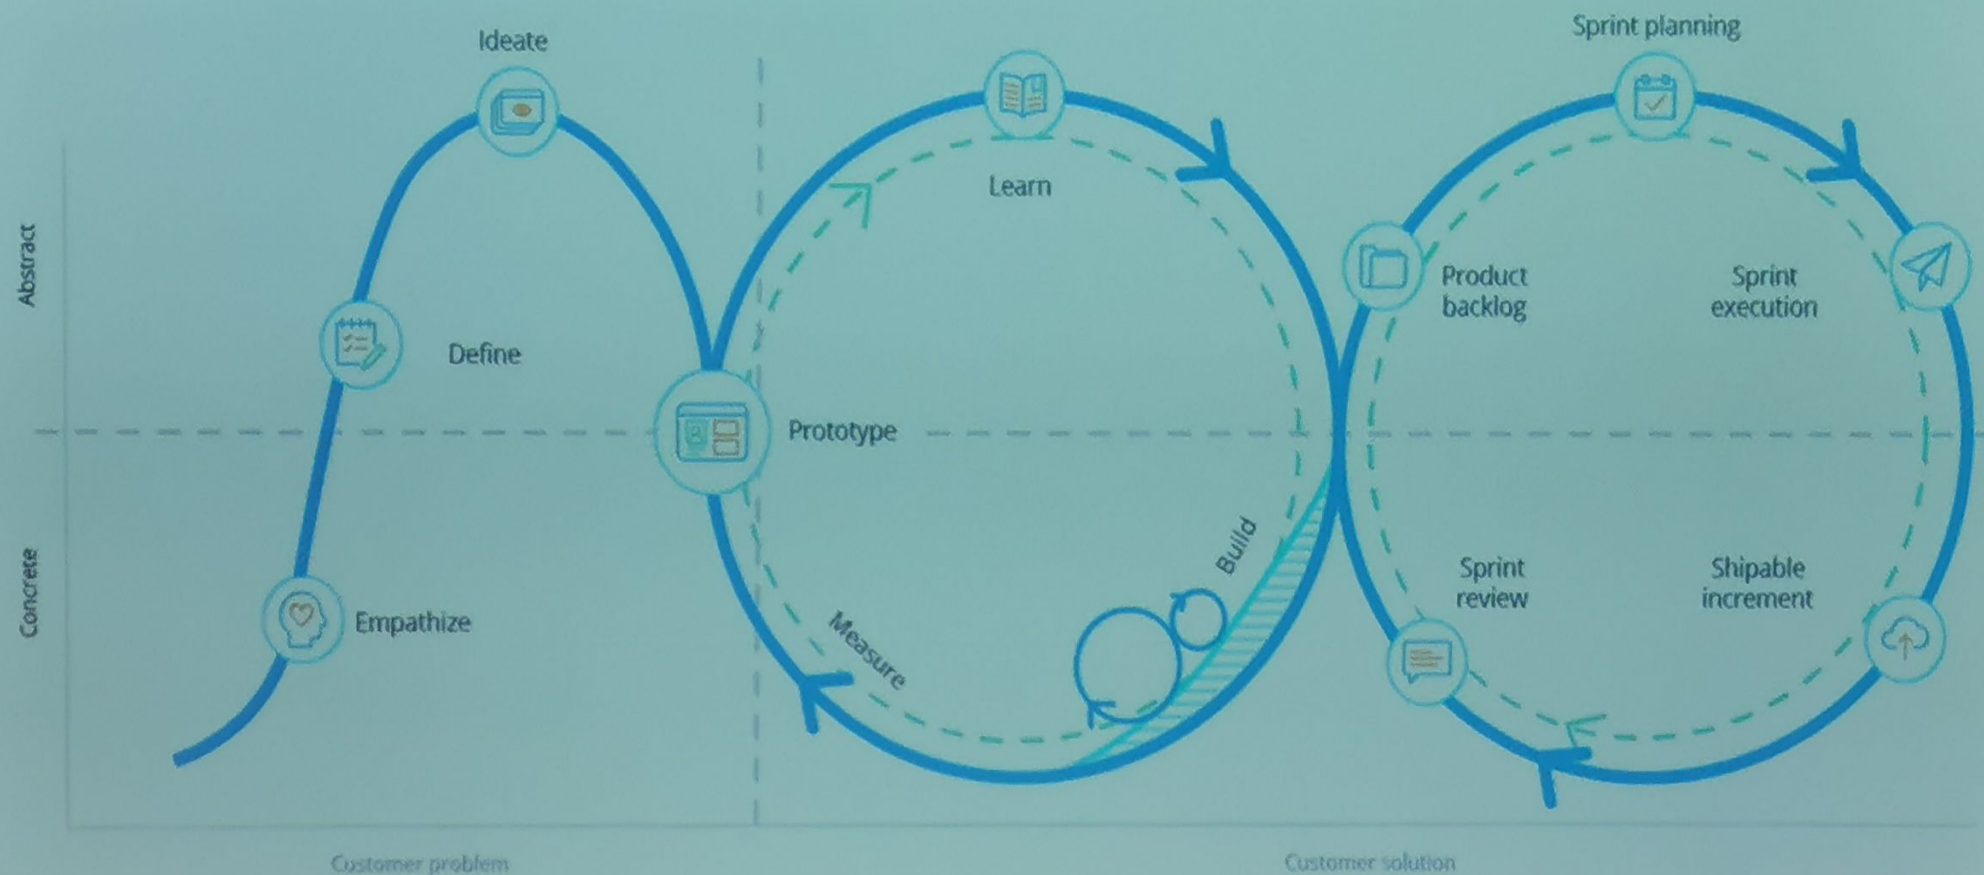 Ideate
Sprint planning
Learn
Abstract
Product
backlog
Sprint
execution
Define
Prototype
Build
Concrete
Empathize
Measure
Sprint
review
Shipable
increment
Customer problem
Customer solution